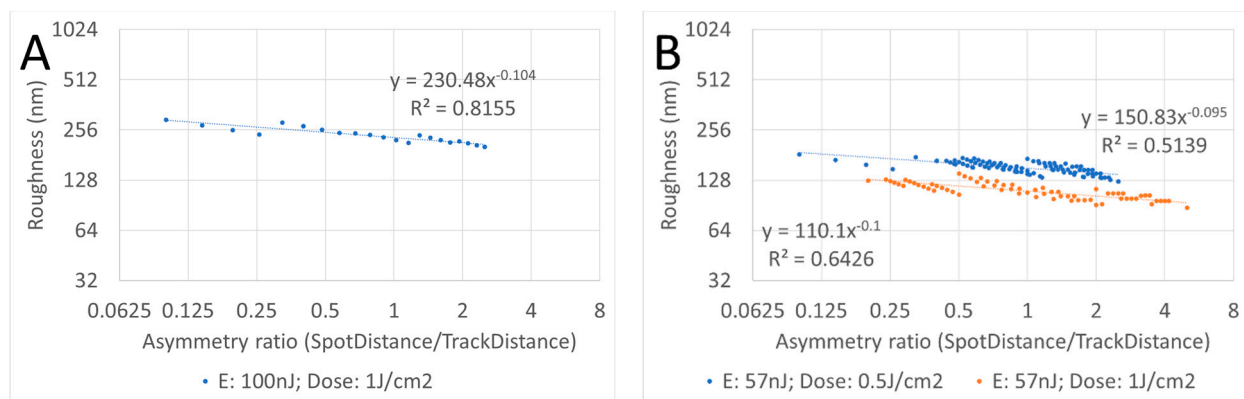 A
1024
512
256
128
64
32
Roughness (nm)
y = 230.48x^-0.104
R² = 0.8155
0.0625 0.125 0.25 0.5 1 2 4 8
Asymmetry ratio (SpotDistance/TrackDistance)
E: 100nJ; Dose: 1J/cm2
B
1024
512
256
128
64
32
Roughness (nm)
y = 150.83x^-0.095
R² = 0.5139
y = 110.1x^-0.1
R² = 0.6426
0.0625 0.125 0.25 0.5 1 2 4 8
Asymmetry ratio (SpotDistance/TrackDistance)
E: 57nJ; Dose: 0.5J/cm2 E: 57nJ; Dose: 1J/cm2